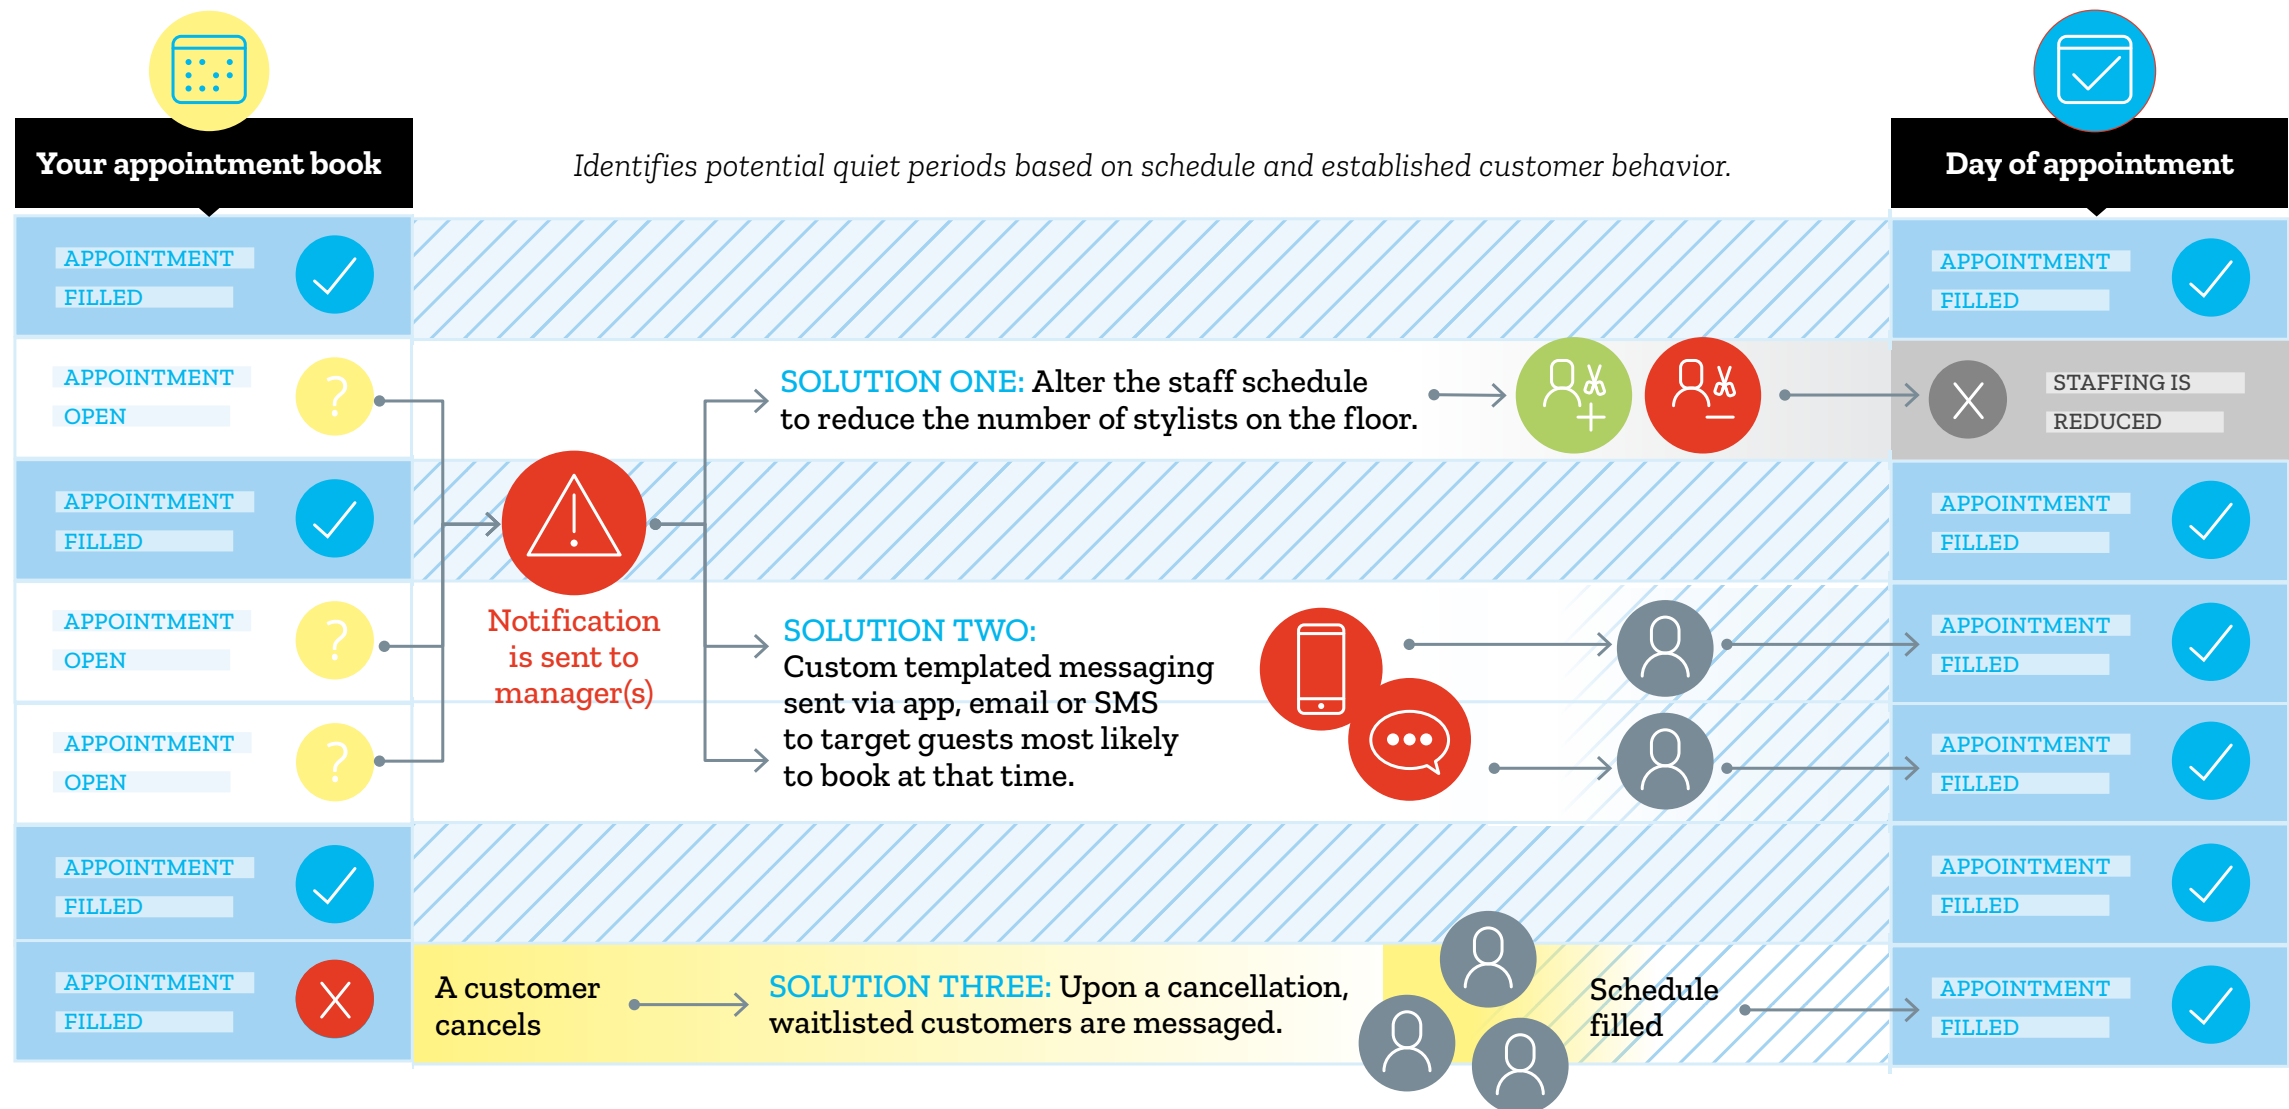 Your appointment book
Identifies potential quiet periods based on schedule and established customer behavior.
Day of appointment
APPOINTMENT
FILLED
APPOINTMENT
FILLED
APPOINTMENT
OPEN
SOLUTION ONE: Alter the staff schedule
to reduce the number of stylists on the floor.
STAFFING IS
REDUCED
APPOINTMENT
FILLED
APPOINTMENT
FILLED
APPOINTMENT
OPEN
Notification
is sent to
manager(s)
SOLUTION TWO:
Custom templated messaging
sent via app, email or SMS
to target guests most likely
to book at that time.
APPOINTMENT
FILLED
APPOINTMENT
OPEN
APPOINTMENT
FILLED
APPOINTMENT
FILLED
APPOINTMENT
FILLED
APPOINTMENT
FILLED
A customer
cancels
SOLUTION THREE: Upon a cancellation,
waitlisted customers are messaged.
Schedule
filled
APPOINTMENT
FILLED